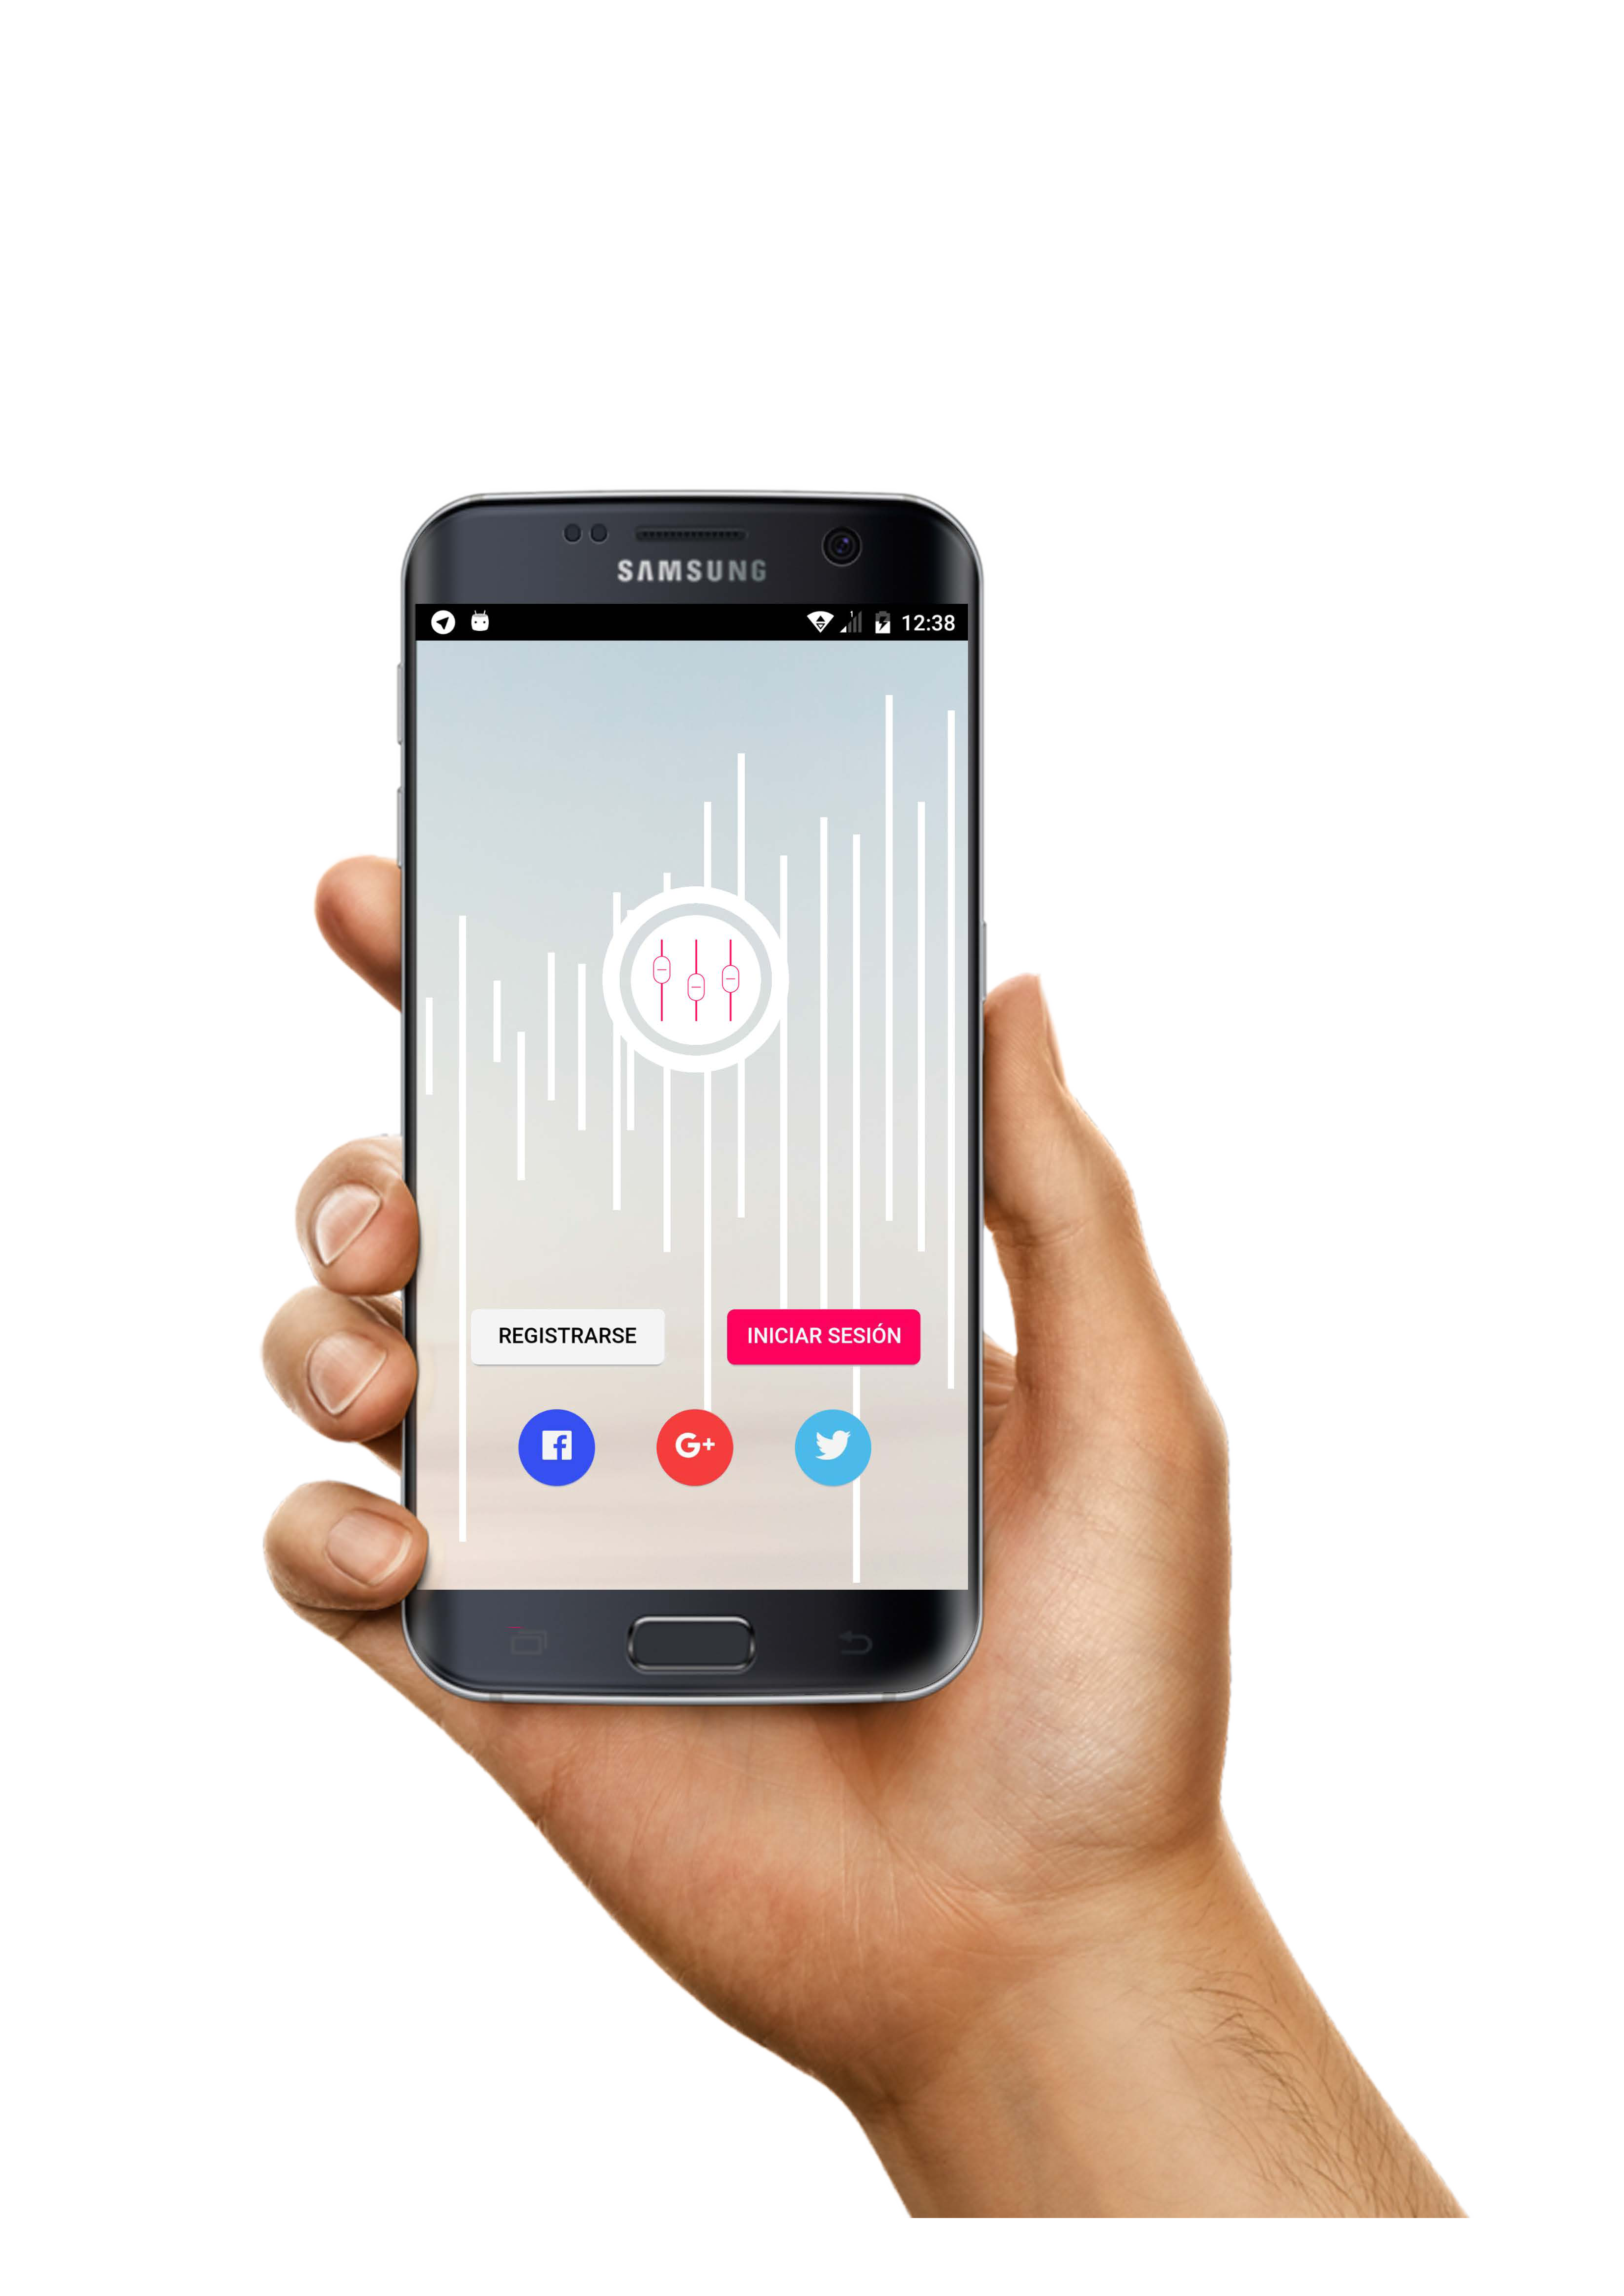 SAMSUNG
12:38
REGISTRARSE
INICIAR SESIÓN
G+